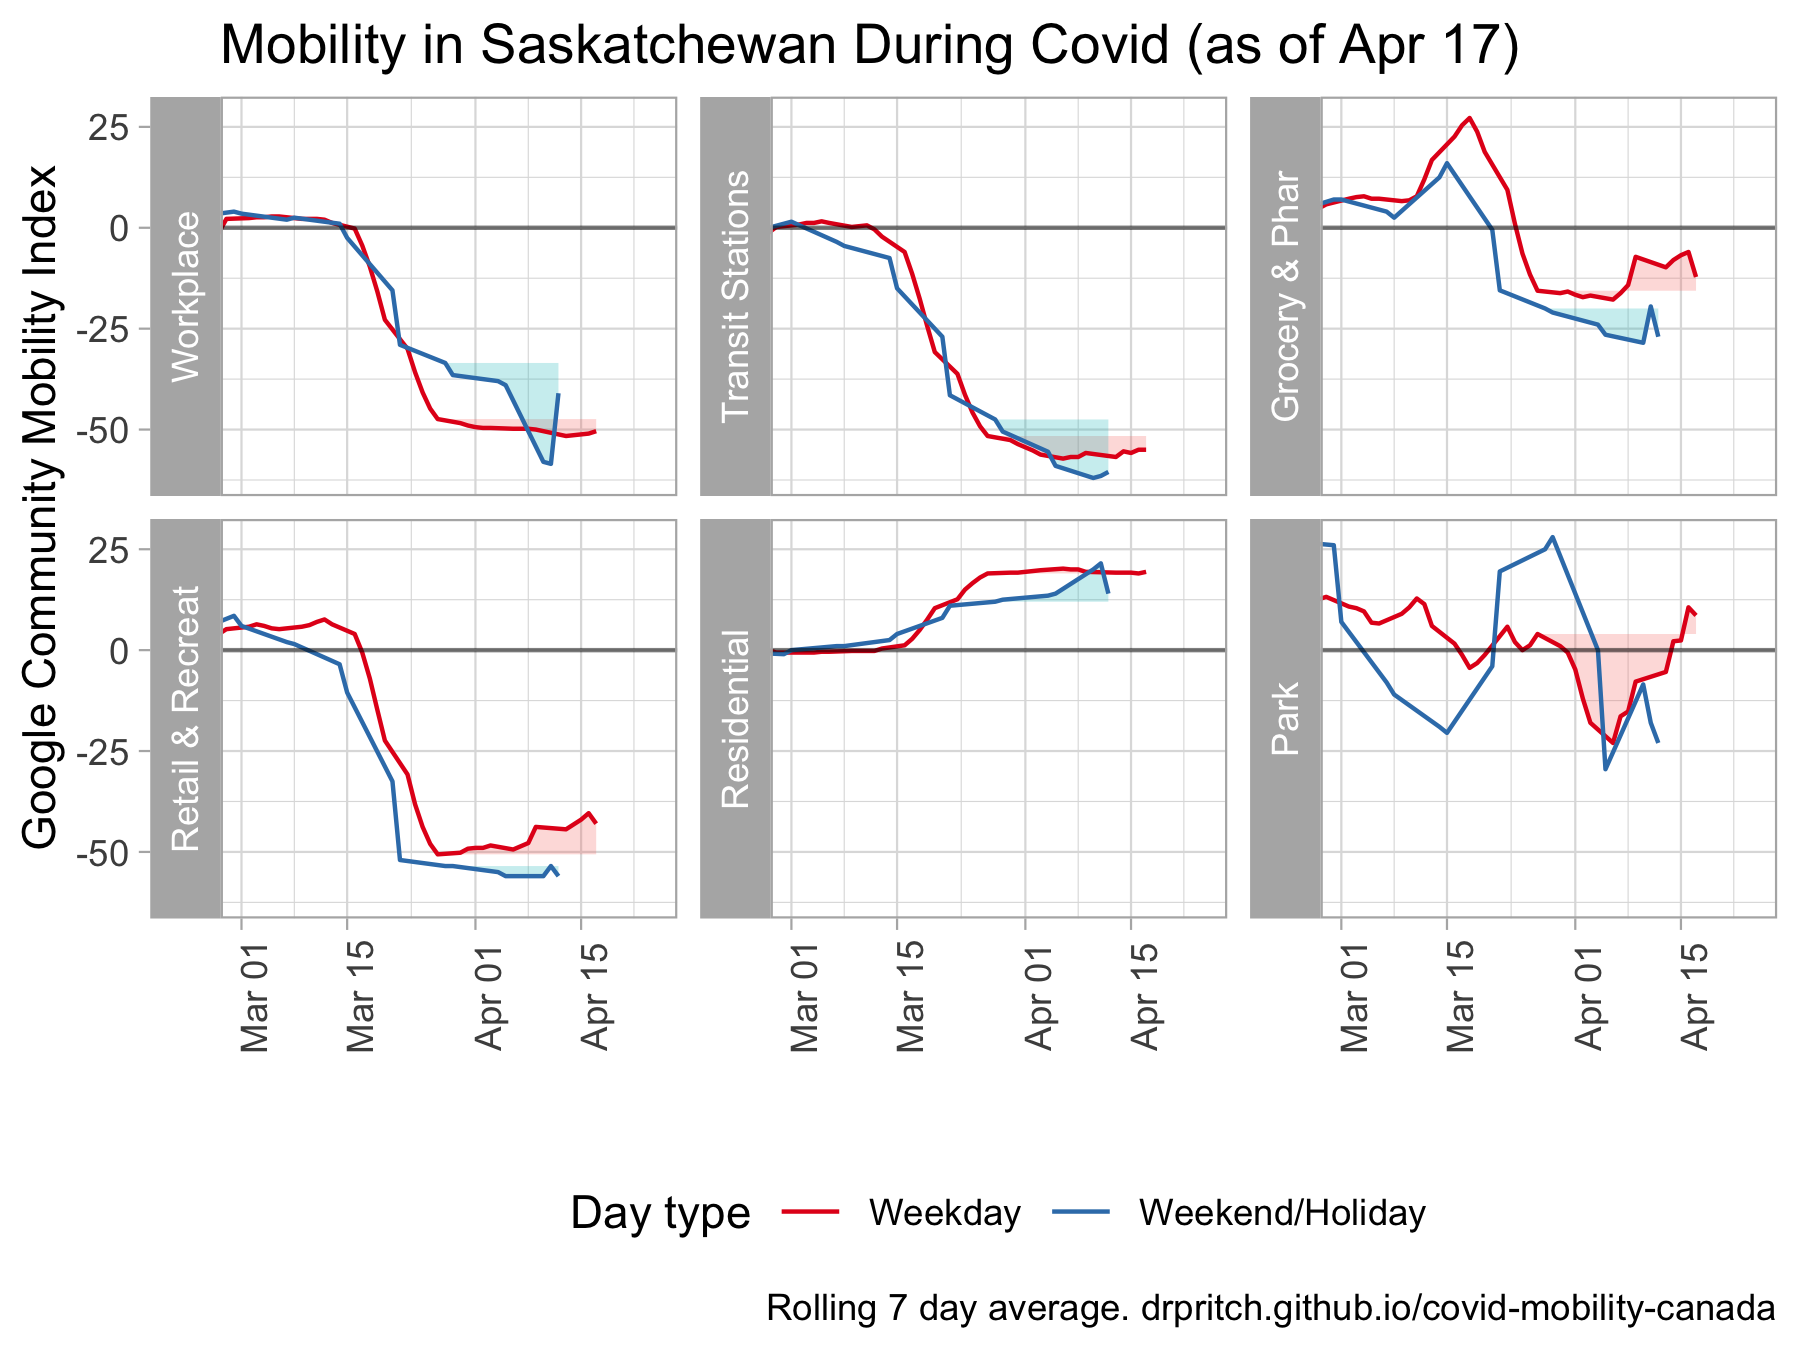 Mobility in Saskatchewan During Covid (as of Apr 17)
Google Community Mobility Index
25
0
-25
-50
Workplace
Transit Stations
Grocery & Phar
25
0
-25
-50
Retail & Recreat
Residential
Park
Mar 01
Mar 15
Apr 01
Apr 15
Mar 01
Mar 15
Apr 01
Apr 15
Mar 01
Mar 15
Apr 01
Apr 15
Day type Weekday Weekend/Holiday
Rolling 7 day average. drpritch.github.io/covid-mobility-canada